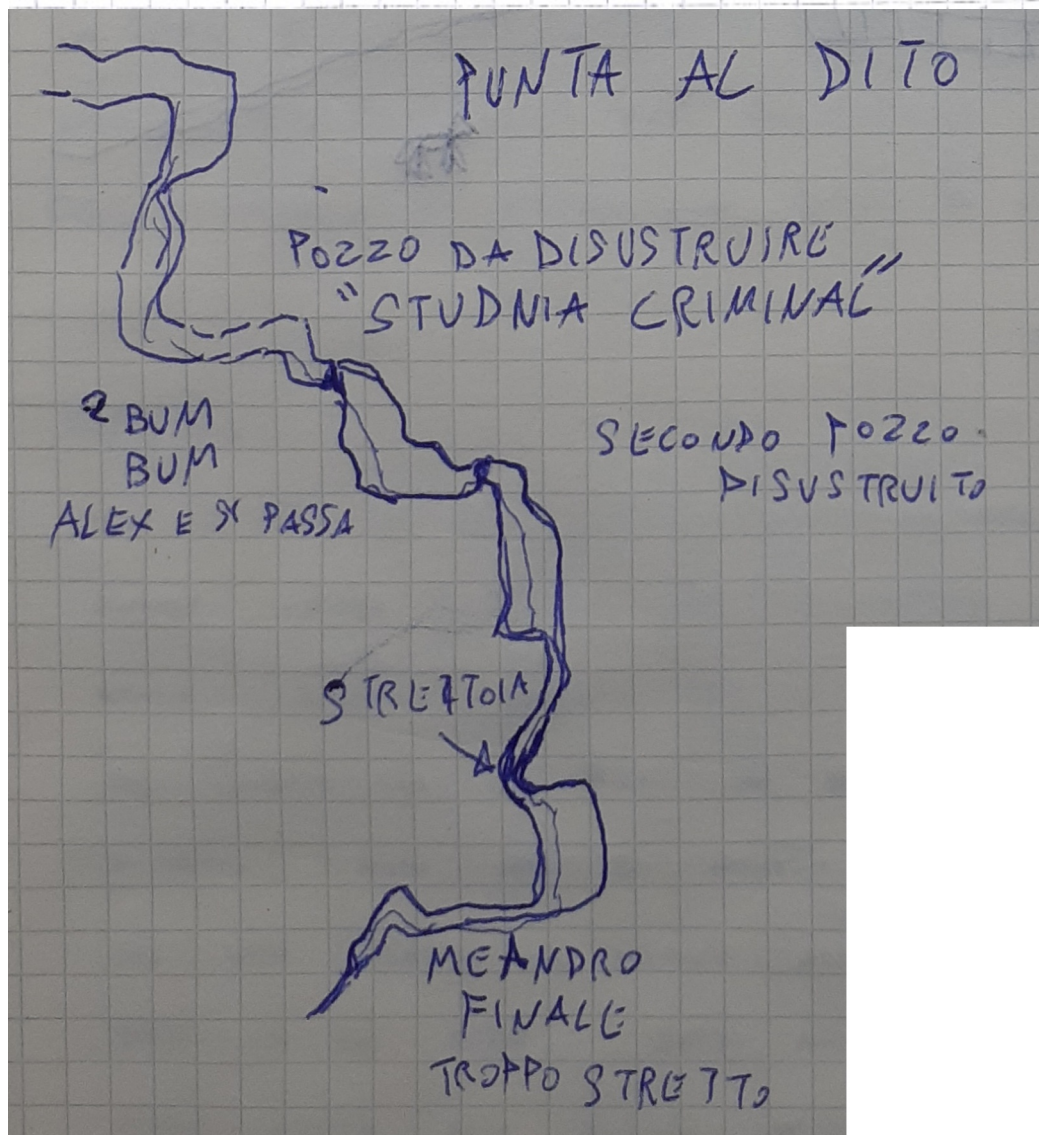 PUNTA AL DITO
POZZO DA DISUSTRUIRE
"STUDNIA CRIMINAL"
2 BUM
BUM
ALEX E SI PASSA
SECONDO POZZO
DISUSTRUITO
STRETTOIA
MEANDRO
FINALE
TROPPO STRETTO